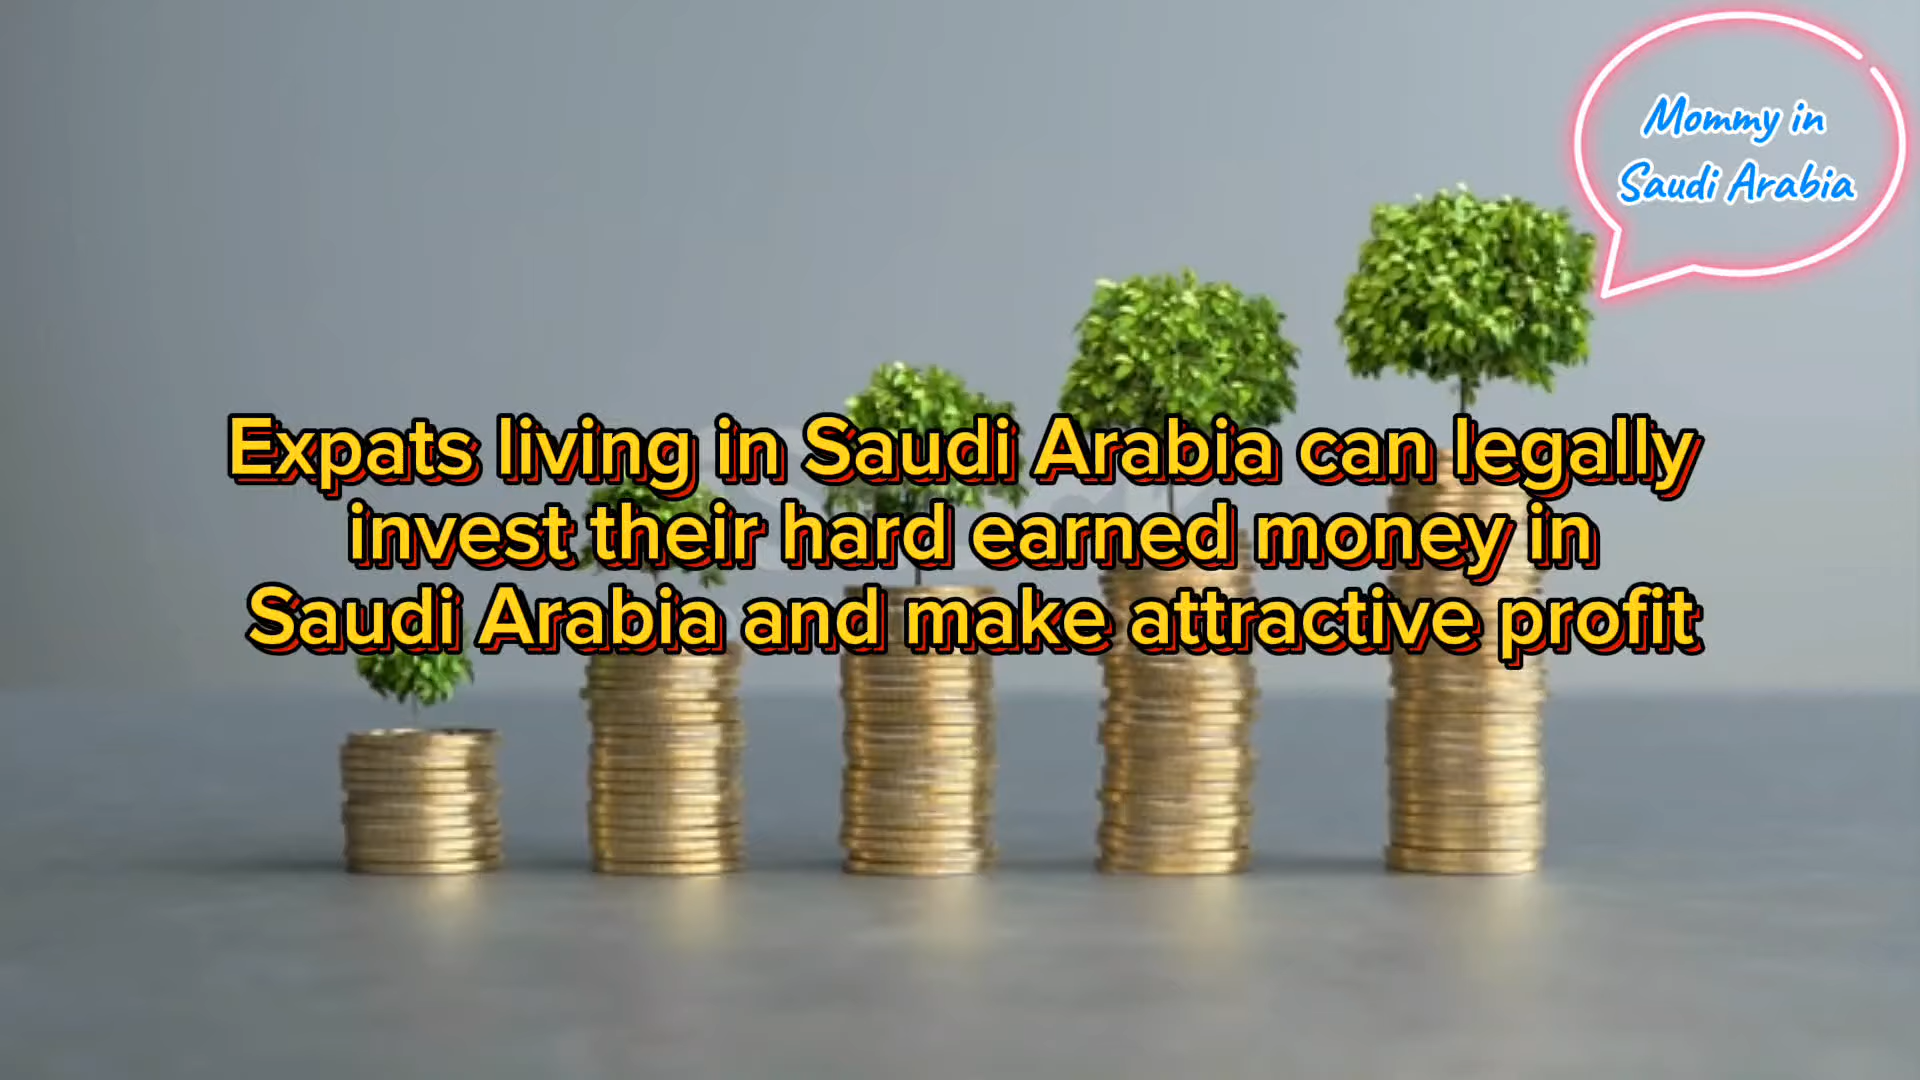 Mommy in
Saudi Arabia
Expats living in Saudi Arabia can legally
invest their hard earned money in
Saudi Arabia and make attractive profit